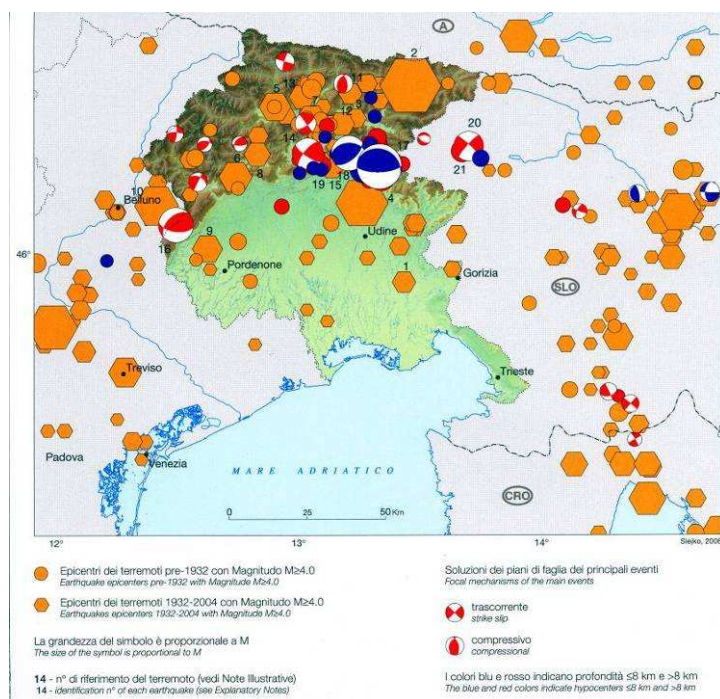 A
2
11
13
5
7
3
12
20
14
17
6
8
18
21
19
15
10
Belluno
4
16
Udine
9
46°
Pordenone
1
Gorizia
SLO
Treviso
Trieste
Padova
Venezia
MARE ADRIATICO
CRO
0 25 50 Km
12° 13° 14° Slejko, 2008
Epicentri dei terremoti pre-1932 con Magnitudo M≥4.0
Earthquake epicenters pre-1932 with Magnitude M≥4.0
Epicentri dei terremoti 1932-2004 con Magnitudo M≥4.0
Earthquakes epicenters 1932-2004 with Magnitude M≥4.0
La grandezza del simbolo è proporzionale a M
The size of the symbol is proportional to M
14 - n° di riferimento del terremoto (vedi Note Illustrative)
14 - identification n° of each earthquake (see Explanatory Notes)
Soluzioni dei piani di faglia dei principali eventi
Focal mechanisms of the main events
trascorrente
strike slip
compressivo
compressional
I colori blu e rosso indicano profondità ≤8 km e >8 km
The blue and red colors indicate hypocenters ≤8 km and >8 km